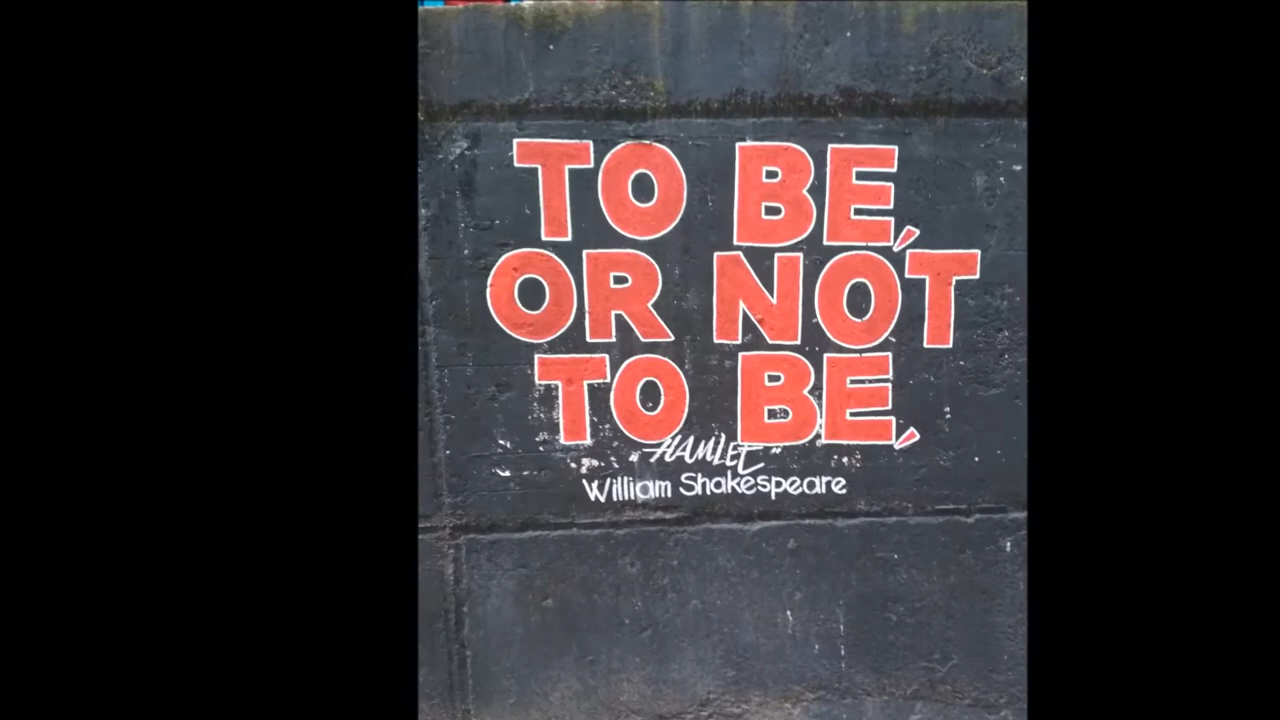 TO BE,
OR NOT
TO BE,
"HAMLET"
William Shakespeare